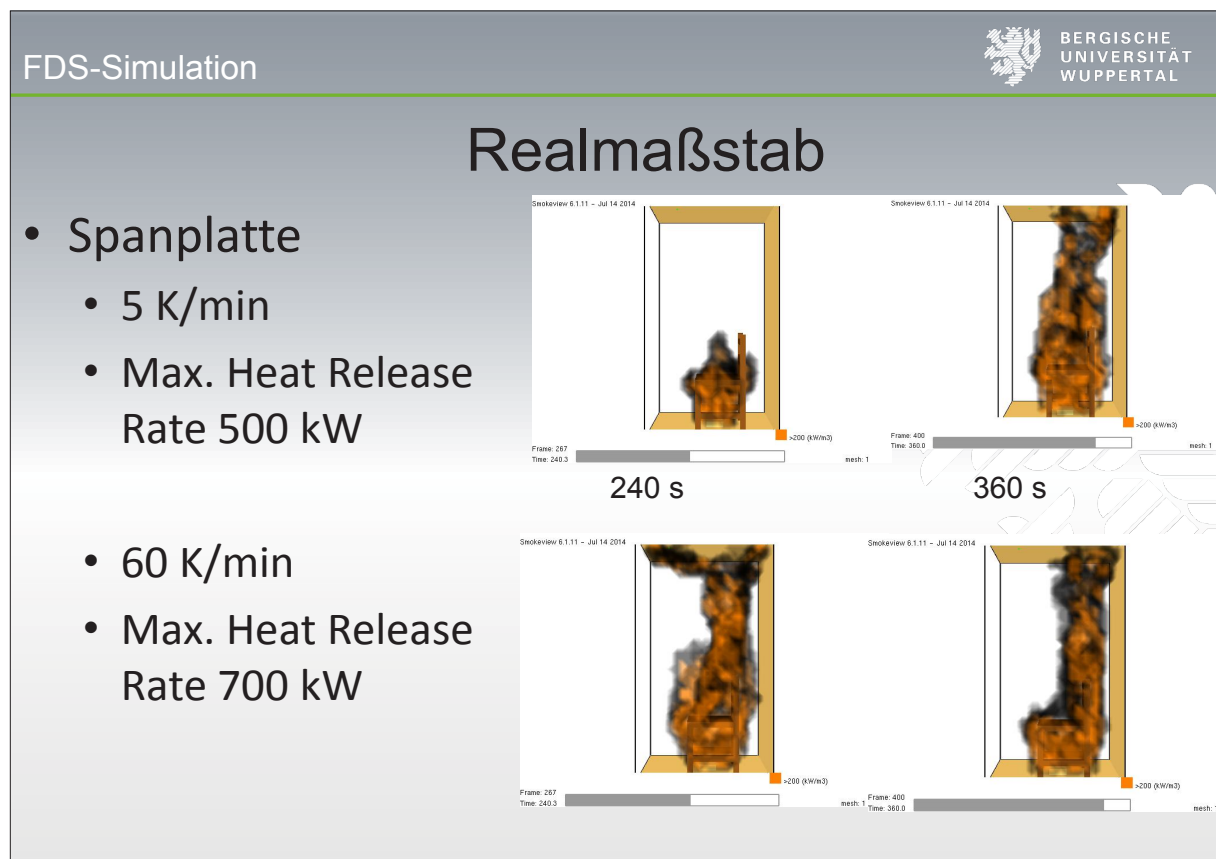 FDS-Simulation
BERGISCHE
UNIVERSITÄT
WUPPERTAL
Realmaßstab
• Spanplatte
• 5 K/min
• Max. Heat Release
Rate 500 kW
Smokeview 6.1.11 - Jul 14 2014
>200 (kW/m3)
Frame: 267
Time: 240.3
mesh: 1
240 s
Smokeview 6.1.11 - Jul 14 2014
>200 (kW/m3)
Frame: 400
Time: 360.0
mesh: 1
360 s
• 60 K/min
• Max. Heat Release
Rate 700 kW
Smokeview 6.1.11 - Jul 14 2014
>200 (kW/m3)
Frame: 267
Time: 240.3
mesh: 1
Smokeview 6.1.11 - Jul 14 2014
>200 (kW/m3)
Frame: 400
Time: 360.0
mesh: 1